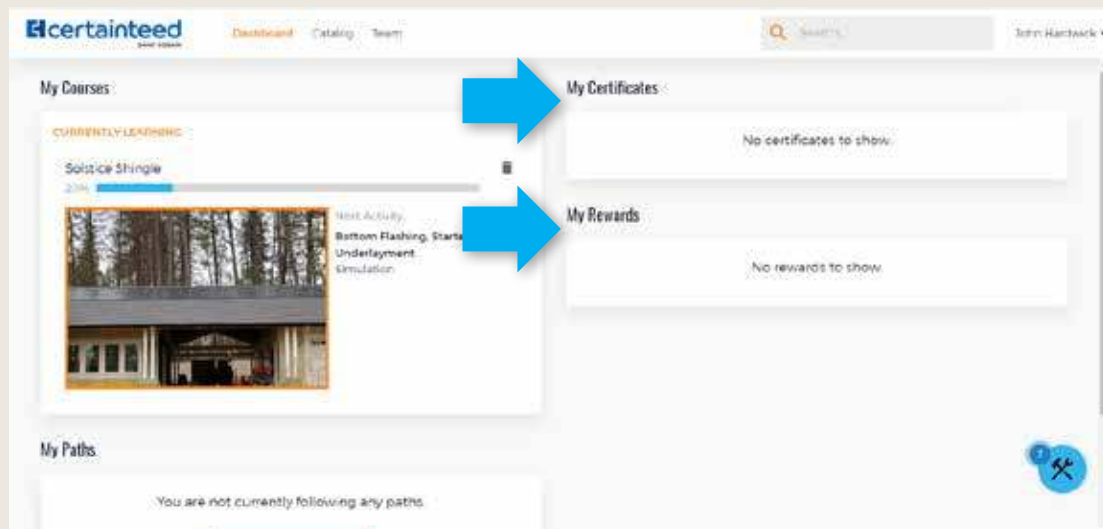 certainteed
SAINT-GOBAIN
Dashboard Catalog Team
Search
John Hardwick
My Courses
CURRENTLY LEARNING
Solstice Shingle
Next Activity:
Bottom Flashing, Starte
Underlayment
Simulation
My Paths
You are not currently following any paths
My Certificates
No certificates to show.
My Rewards
No rewards to show.